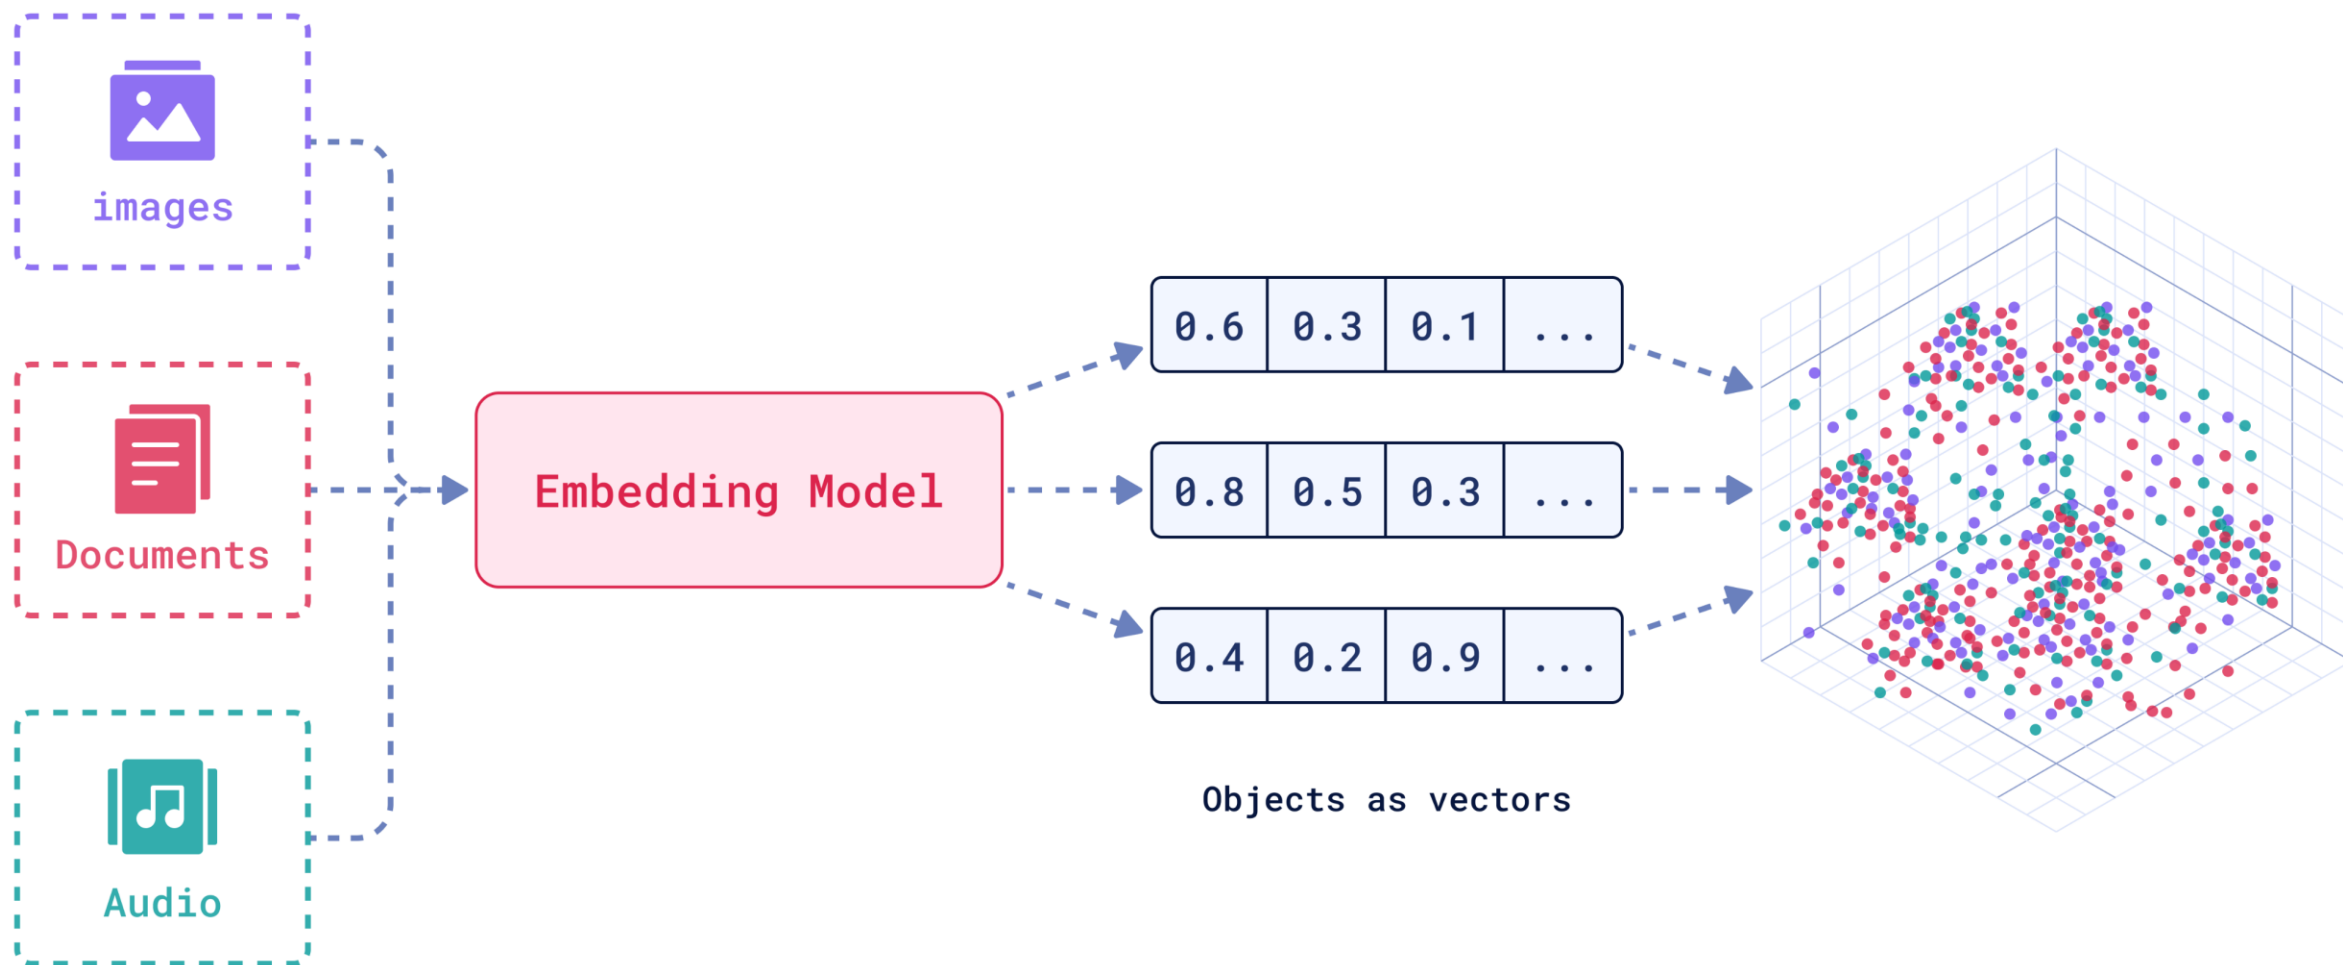 images
Documents
Audio
Embedding Model
0.6 0.3 0.1 ...
0.8 0.5 0.3 ...
0.4 0.2 0.9 ...
Objects as vectors